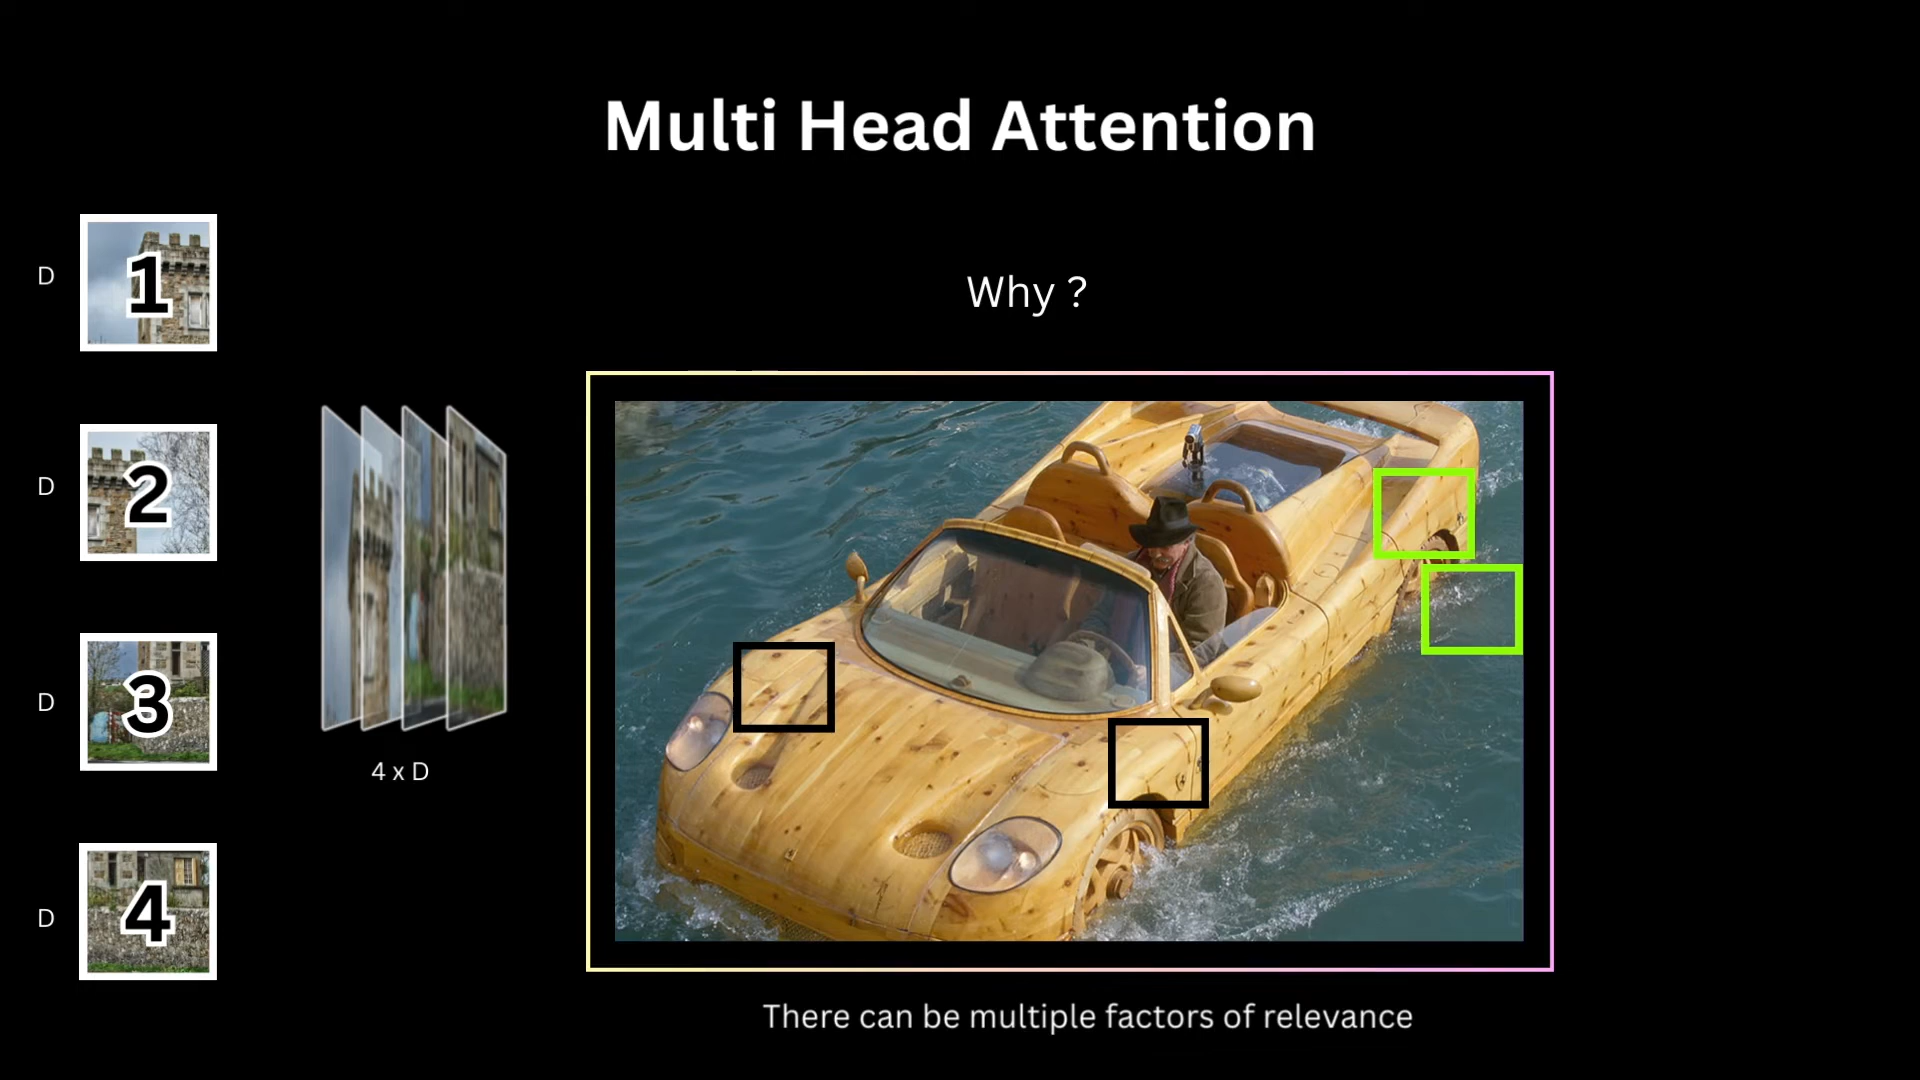 Multi Head Attention
Why ?
D
1
D
2
D
3
D
4
4 x D
There can be multiple factors of relevance